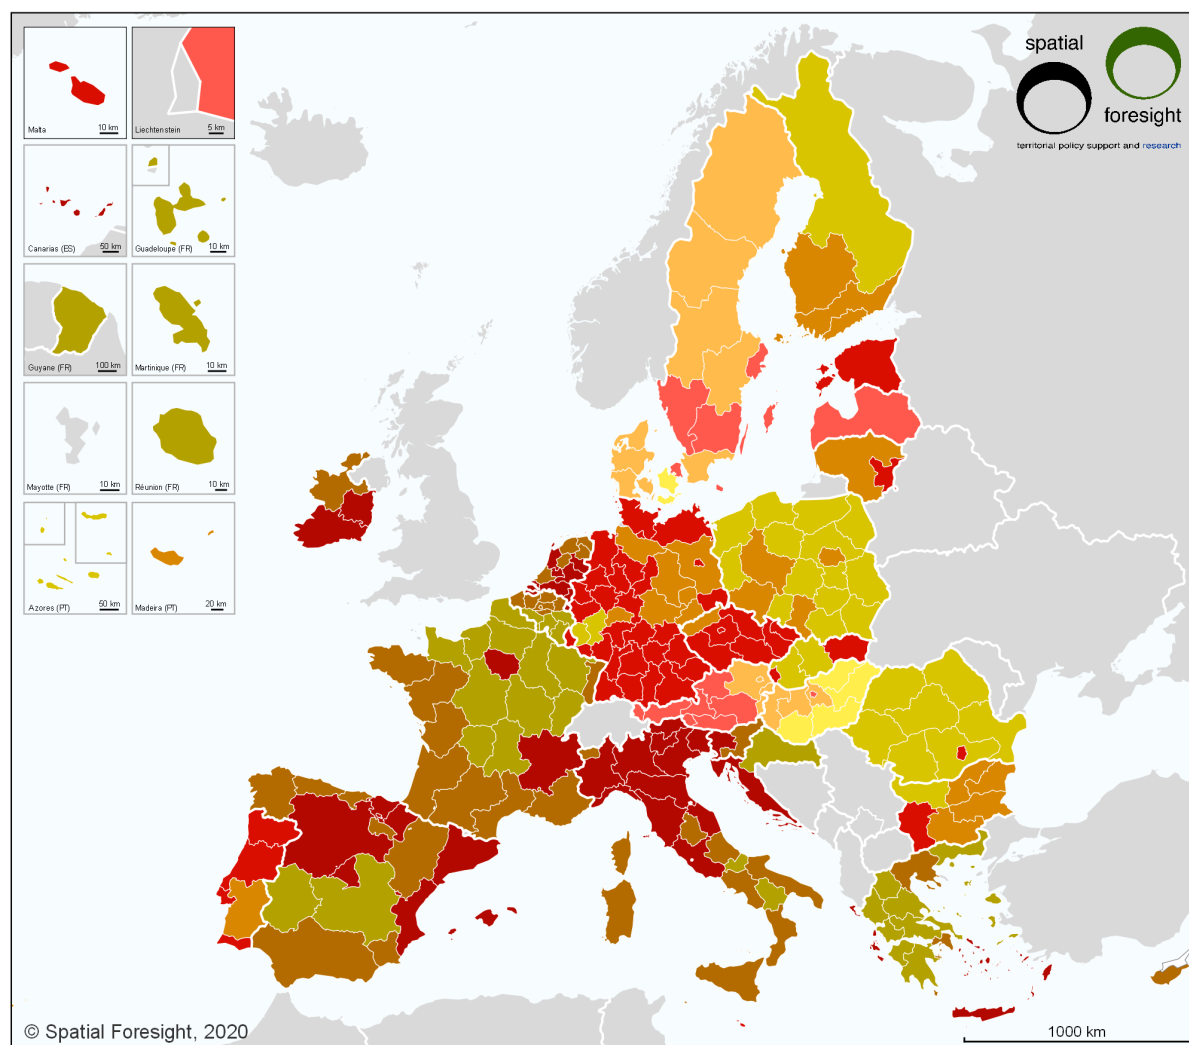 spatial
foresight
territorial policy support and research
Malta
10 km
Liechtenstein
5 km
Canarias (ES)
50 km
Guadeloupe (FR)
10 km
Guyane (FR)
100 km
Martinique (FR)
10 km
Mayotte (FR)
10 km
Réunion (FR)
10 km
Azores (PT)
50 km
Madeira (PT)
20 km
© Spatial Foresight, 2020
1000 km